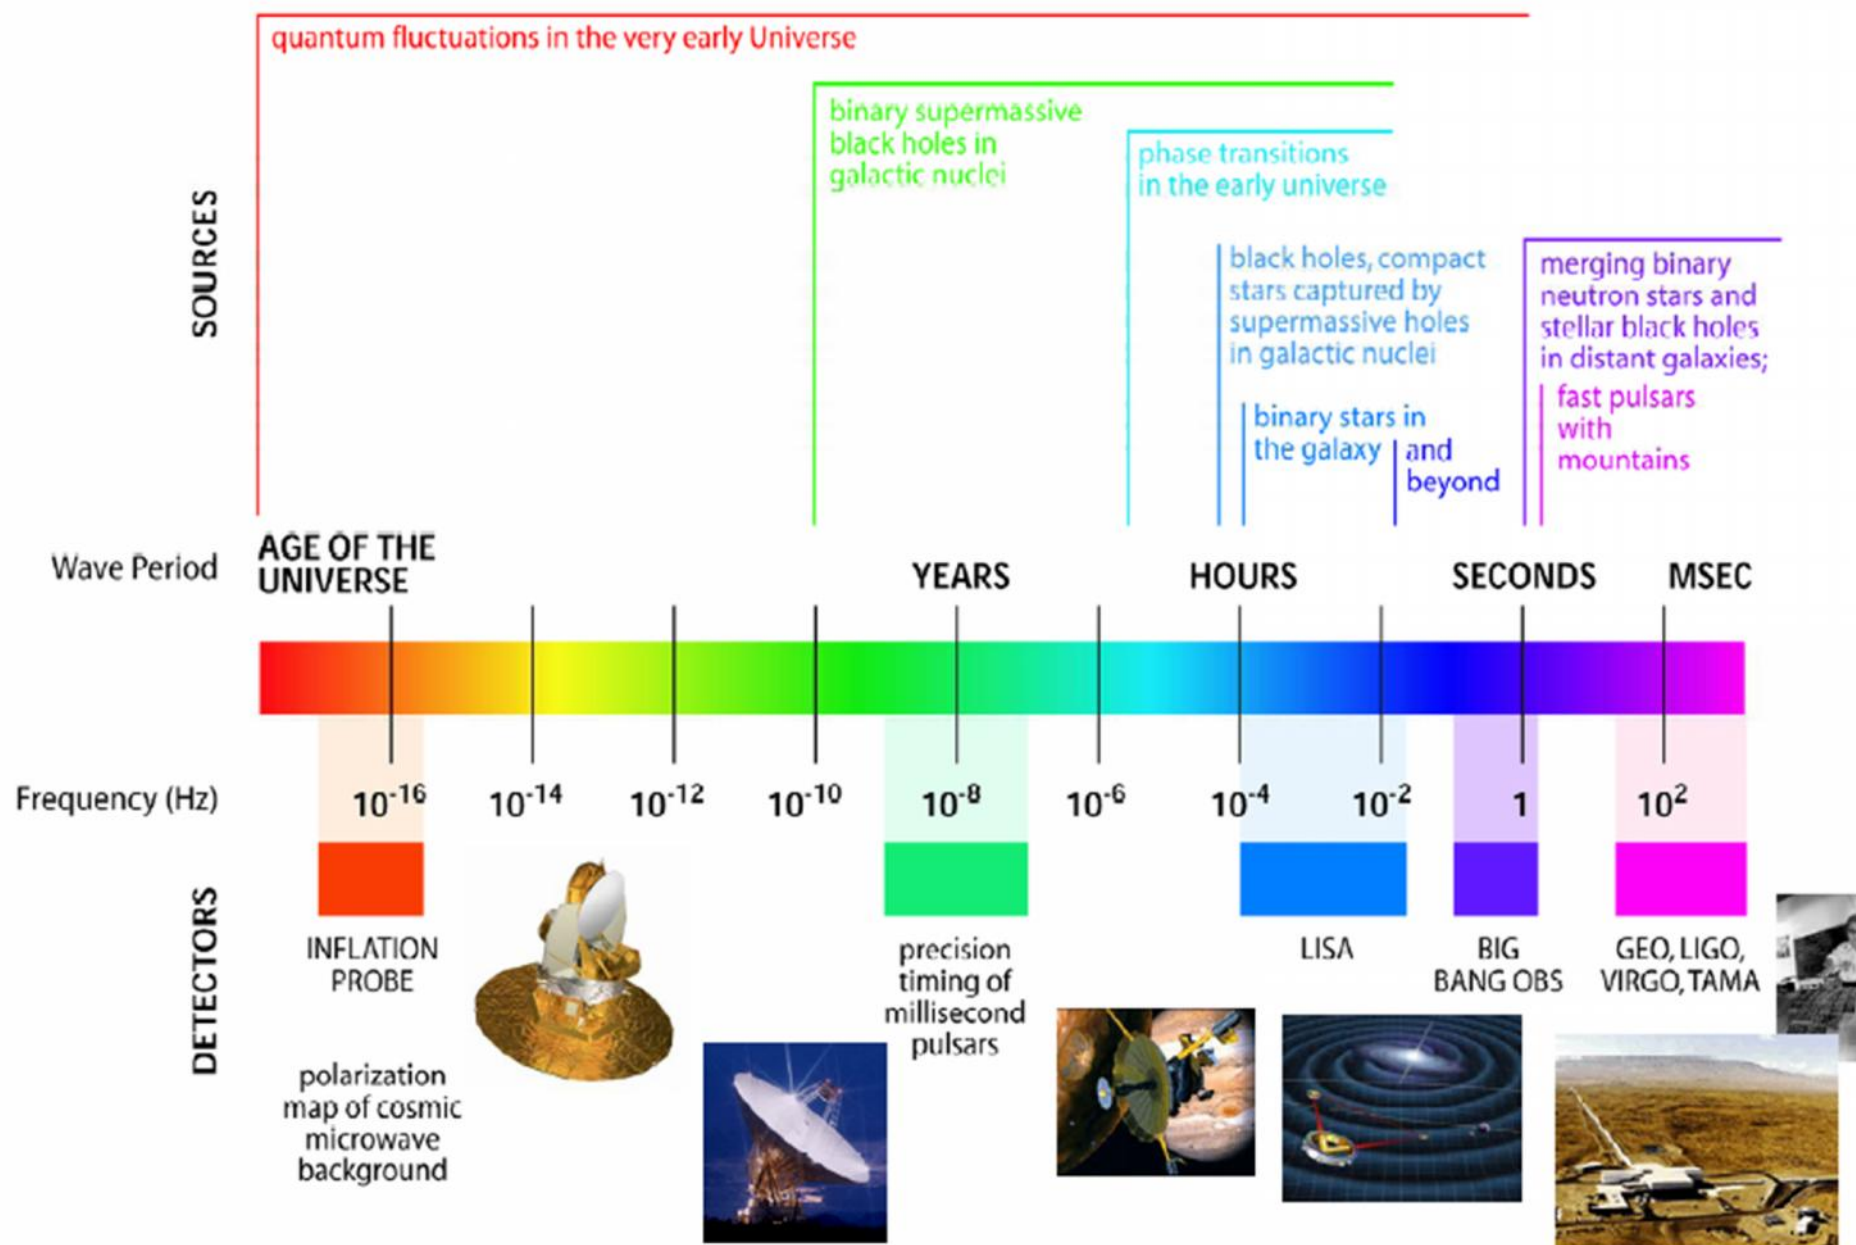 quantum fluctuations in the very early Universe
binary supermassive
black holes in
galactic nuclei
phase transitions
in the early universe
SOURCES
black holes, compact
stars captured by
supermassive holes
in galactic nuclei
merging binary
neutron stars and
stellar black holes
in distant galaxies;
fast pulsars
with
mountains
binary stars in
the galaxy
and
beyond
Wave Period
AGE OF THE
UNIVERSE
YEARS
HOURS
SECONDS
MSEC
Frequency (Hz)
10⁻¹⁶
10⁻¹⁴
10⁻¹²
10⁻¹⁰
10⁻⁸
10⁻⁶
10⁻⁴
10⁻²
1
10²
DETECTORS
INFLATION
PROBE
polarization
map of cosmic
microwave
background
precision
timing of
millisecond
pulsars
LISA
BIG
BANG OBS
GEO, LIGO,
VIRGO, TAMA